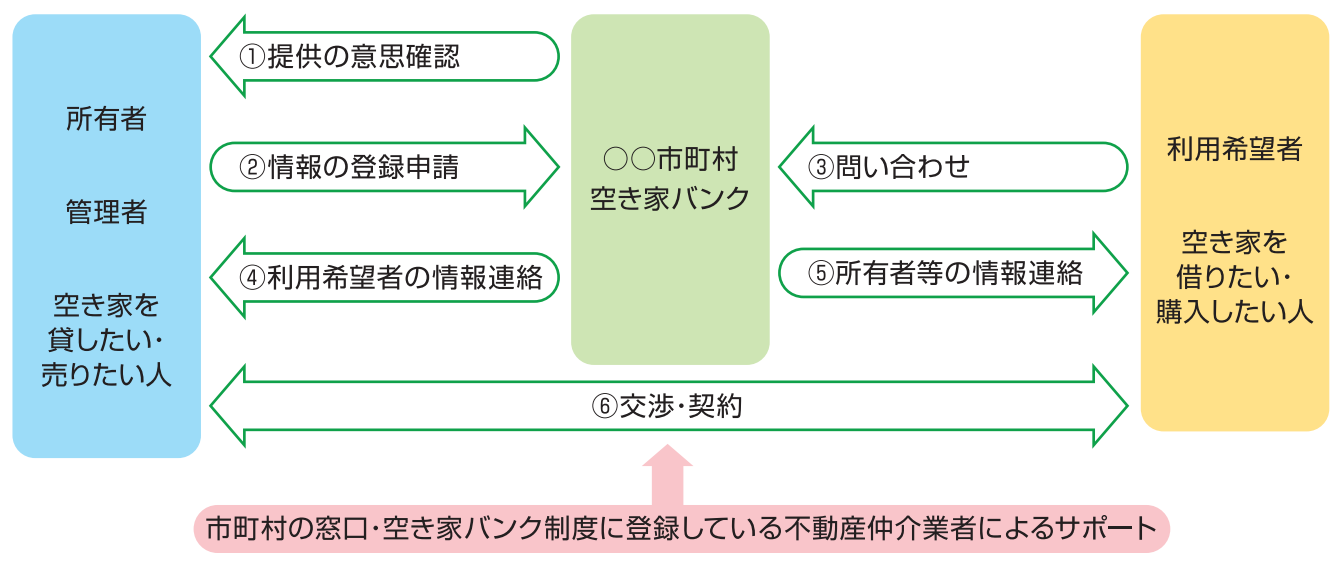 所有者
管理者
空き家を
貸したい・
売りたい人
①提供の意思確認
②情報の登録申請
④利用希望者の情報連絡
○○市町村
空き家バンク
③問い合わせ
⑤所有者等の情報連絡
利用希望者
空き家を
借りたい・
購入したい人
⑥交渉・契約
市町村の窓口・空き家バンク制度に登録している不動産仲介業者によるサポート